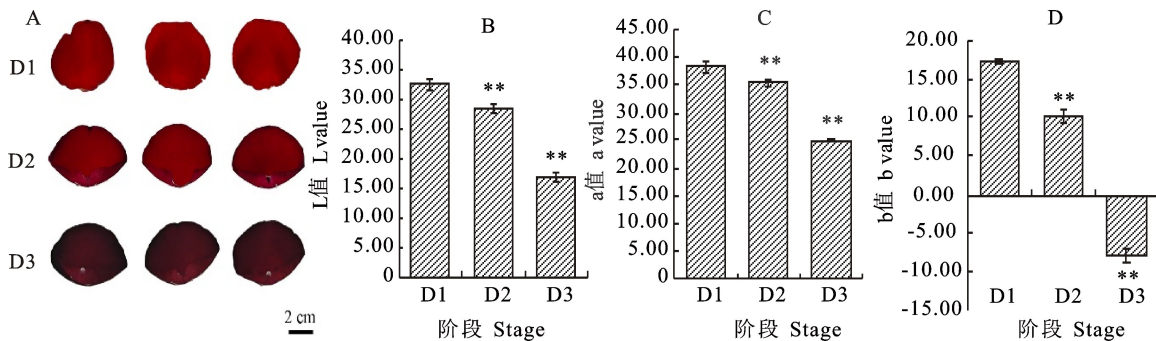 A
D1
D2
D3
2 cm
B
40.00
35.00
30.00
25.00
20.00
15.00
10.00
5.00
0.00
L值 L value
**
**
D1 D2 D3
阶段 Stage
C
45.00
40.00
35.00
30.00
25.00
20.00
15.00
10.00
5.00
0.00
a值 a value
**
**
D1 D2 D3
阶段 Stage
D
20.00
15.00
10.00
5.00
0.00
-5.00
-10.00
-15.00
b值 b value
**
**
D1 D2 D3
阶段 Stage